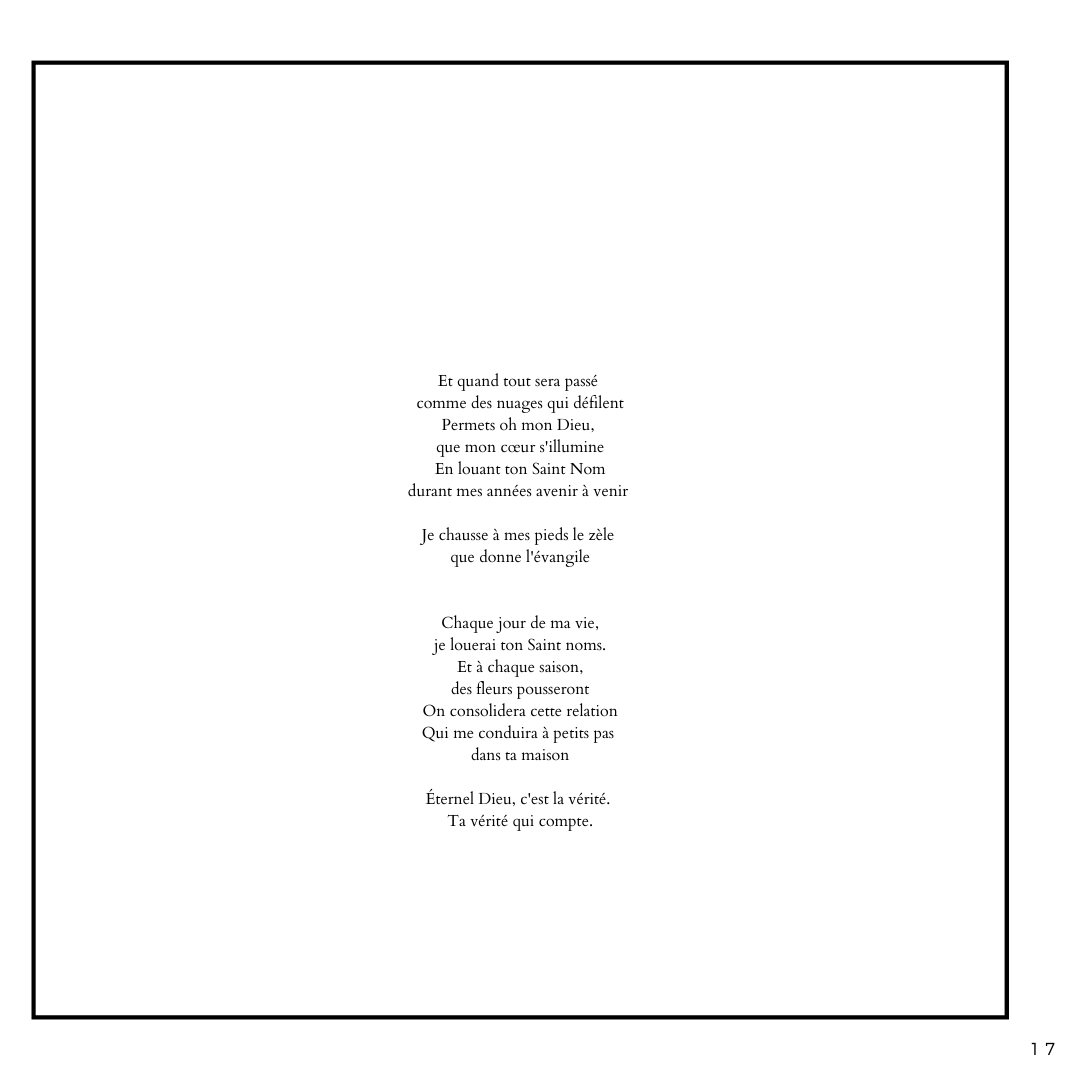 Et quand tout sera passé
comme des nuages qui défilent
Permets oh mon Dieu,
que mon cœur s'illumine
En louant ton Saint Nom
durant mes années avenir à venir
Je chausse à mes pieds le zèle
que donne l'évangile
Chaque jour de ma vie,
je louerai ton Saint noms.
Et à chaque saison,
des fleurs pousseront
On consolidera cette relation
Qui me conduira à petits pas
dans ta maison
Éternel Dieu, c'est la vérité.
Ta vérité qui compte.
17